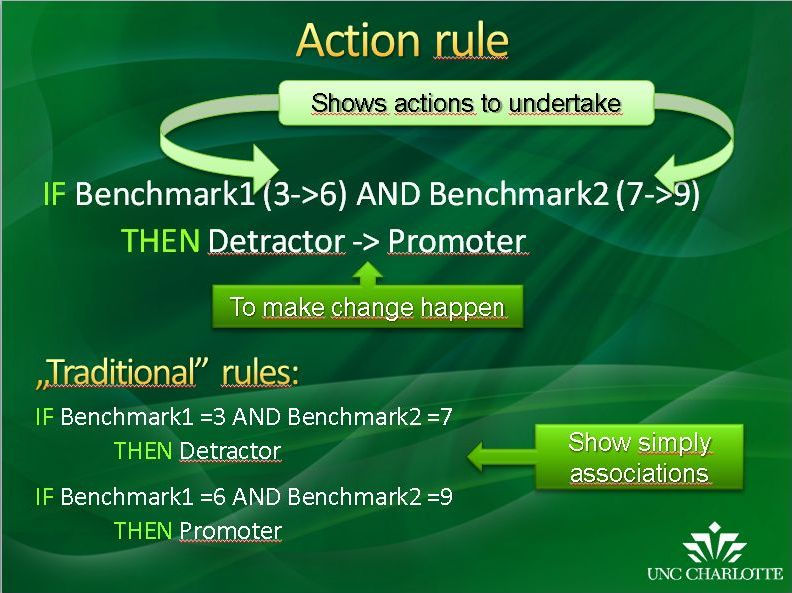 Action rule
Shows actions to undertake
IF Benchmark1 (3->6) AND Benchmark2 (7->9)
THEN Detractor -> Promoter
To make change happen
„Traditional” rules:
IF Benchmark1 =3 AND Benchmark2 =7
THEN Detractor
Show simply
associations
IF Benchmark1 =6 AND Benchmark2 =9
THEN Promoter
UNC CHARLOTTE